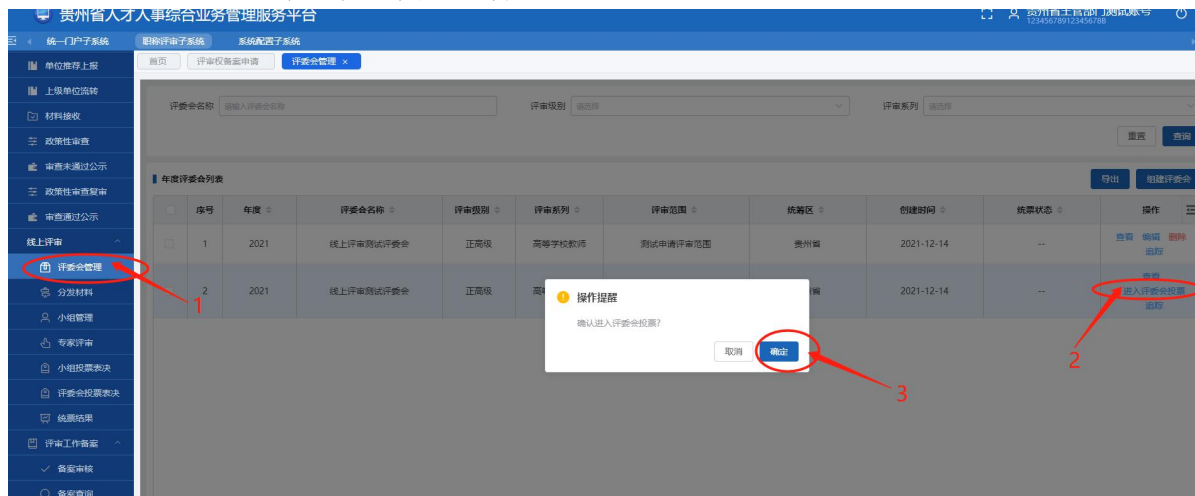 贵州省人才人事综合业务管理服务平台
贵州省主管部门测试账号
123456789123456788
统一门户子系统 职称评审子系统 系统配置子系统
首页 评审权备案申请 评委会管理 ×
单位推荐上报
上级单位流转
材料接收
政策性审查
审查未通过公示
政策性审查复审
审查通过公示
线上评审
评委会管理
分发材料
小组管理
专家评审
小组投票表决
评委会投票表决
统票结果
评审工作备案
备案审核
备案查询
评委会名称 请输入评委会名称 评审级别 请选择 评审系列 请选择
重置 查询
年度评委会列表 导出 组建评委会
序号 年度 评委会名称 评审级别 评审系列 评审范围 统筹区 创建时间 统票状态 操作
1 2021 线上评审测试评委会 正高级 高等学校教师 测试申请评审范围 贵州省 2021-12-14 -- 查看 编辑 删除
追踪
查看
2 2021 线上评审测试评委会 正高级 高 省 2021-12-14 -- 进入评委会投票
追踪
操作提醒
确认进入评委会投票?
取消 确定
1
2
3